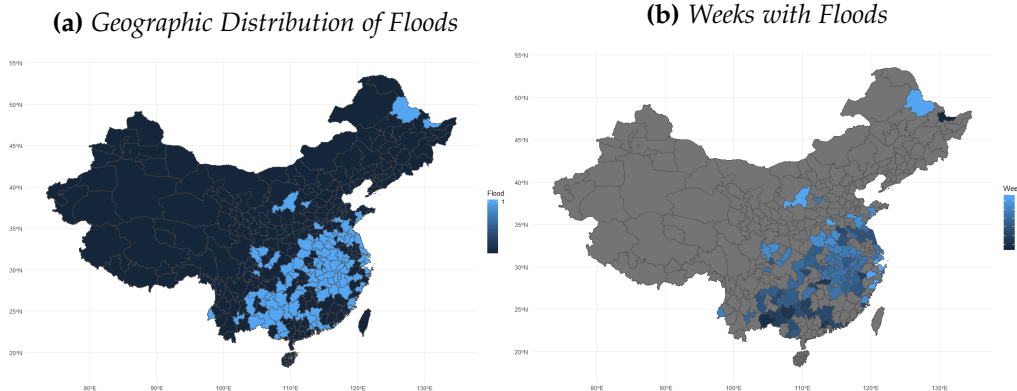 (a) Geographic Distribution of Floods
(b) Weeks with Floods
55°N
50°N
45°N
40°N
35°N
30°N
25°N
20°N
80°E
90°E
100°E
110°E
120°E
130°E
Flood
1
55°N
50°N
45°N
40°N
35°N
30°N
25°N
20°N
80°E
90°E
100°E
110°E
120°E
130°E
Wee